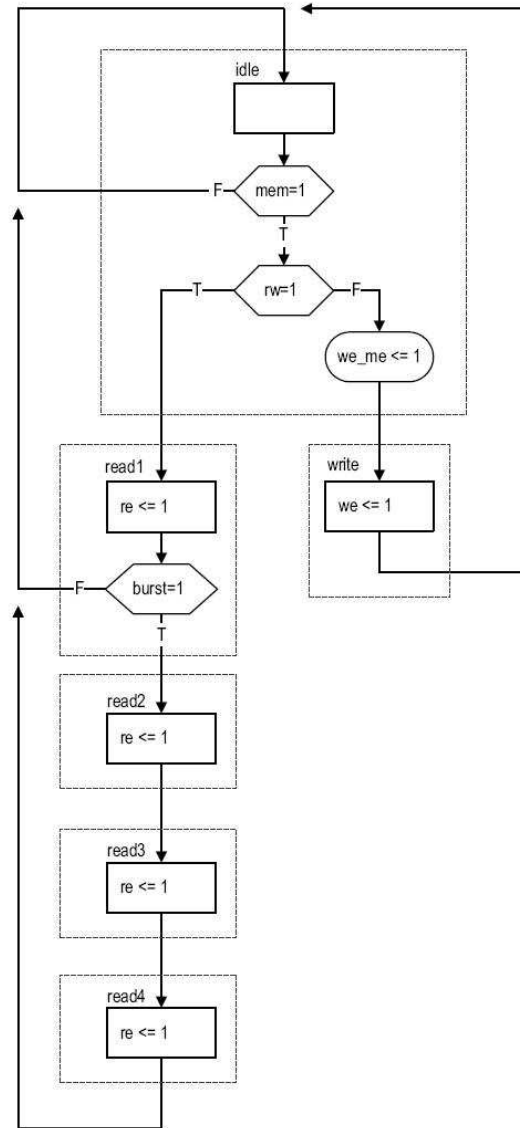 idle
F
mem=1
T
T
rw=1
F
we_me <= 1
read1
write
re <= 1
we <= 1
F
burst=1
T
read2
re <= 1
read3
re <= 1
read4
re <= 1